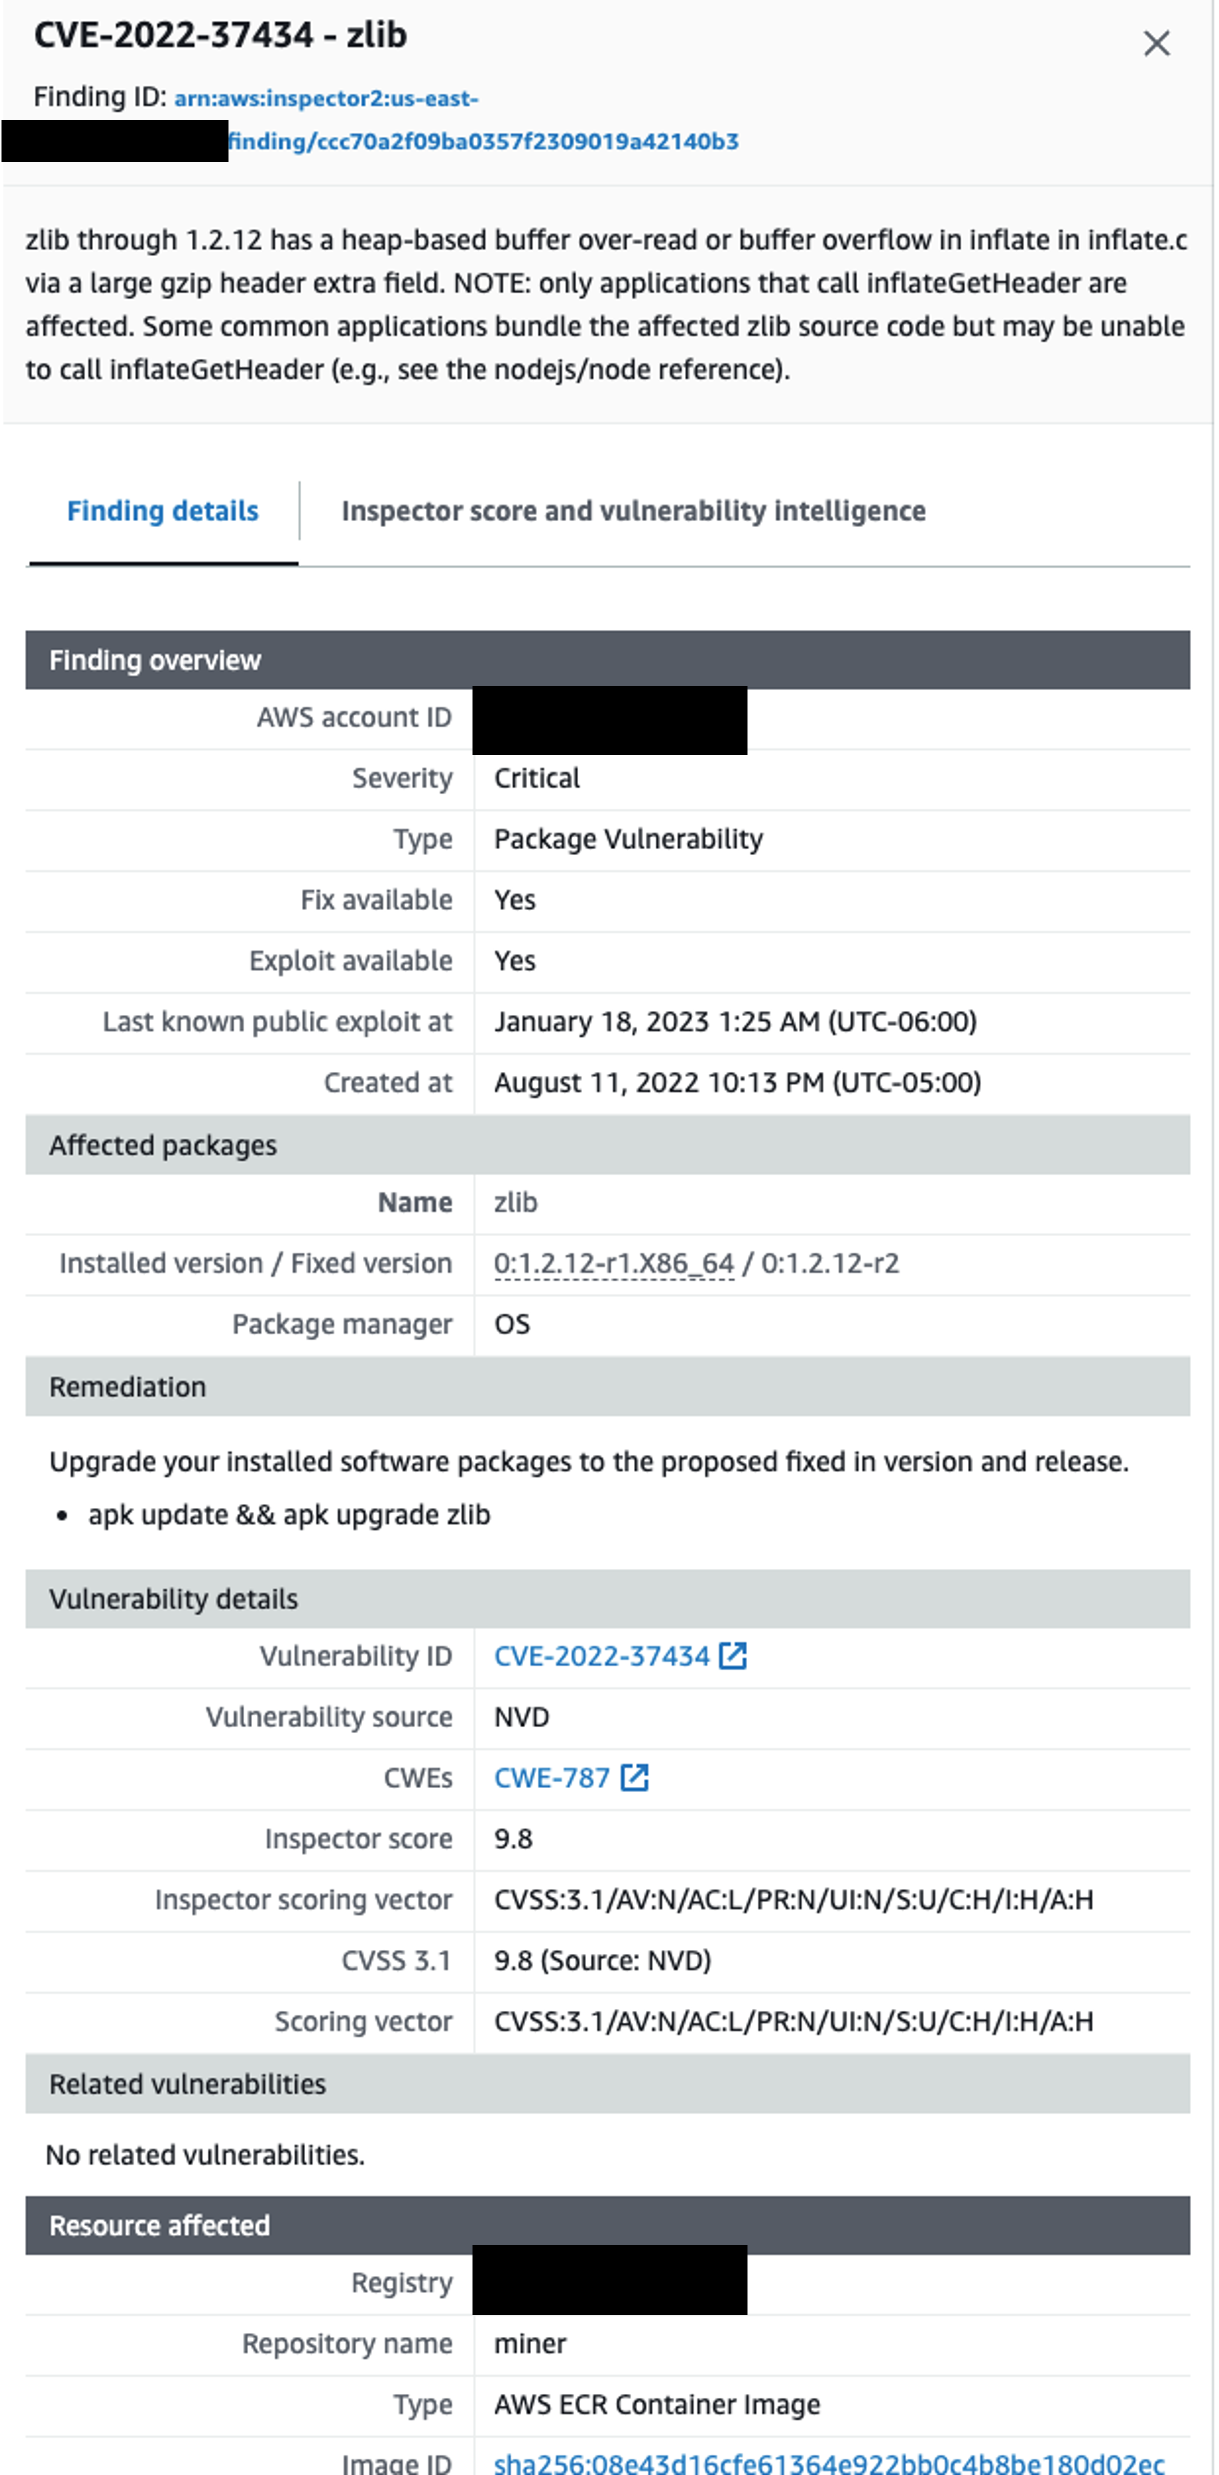 CVE-2022-37434 - zlib
Finding ID: arn:aws:inspector2:us-east-
finding/ccc70a2f09ba0357f2309019a42140b3
zlib through 1.2.12 has a heap-based buffer over-read or buffer overflow in inflate in inflate.c
via a large gzip header extra field. NOTE: only applications that call inflateGetHeader are
affected. Some common applications bundle the affected zlib source code but may be unable
to call inflateGetHeader (e.g., see the nodejs/node reference).
Finding details Inspector score and vulnerability intelligence
Finding overview
AWS account ID
Severity Critical
Type Package Vulnerability
Fix available Yes
Exploit available Yes
Last known public exploit at January 18, 2023 1:25 AM (UTC-06:00)
Created at August 11, 2022 10:13 PM (UTC-05:00)
Affected packages
Name zlib
Installed version / Fixed version 0:1.2.12-r1.X86_64 / 0:1.2.12-r2
Package manager OS
Remediation
Upgrade your installed software packages to the proposed fixed in version and release.
• apk update && apk upgrade zlib
Vulnerability details
Vulnerability ID CVE-2022-37434
Vulnerability source NVD
CWEs CWE-787
Inspector score 9.8
Inspector scoring vector CVSS:3.1/AV:N/AC:L/PR:N/UI:N/S:U/C:H/I:H/A:H
CVSS 3.1 9.8 (Source: NVD)
Scoring vector CVSS:3.1/AV:N/AC:L/PR:N/UI:N/S:U/C:H/I:H/A:H
Related vulnerabilities
No related vulnerabilities.
Resource affected
Registry
Repository name miner
Type AWS ECR Container Image
Image ID sha256:08e43d16cfe61364e922bb0c4b8be180d02ec